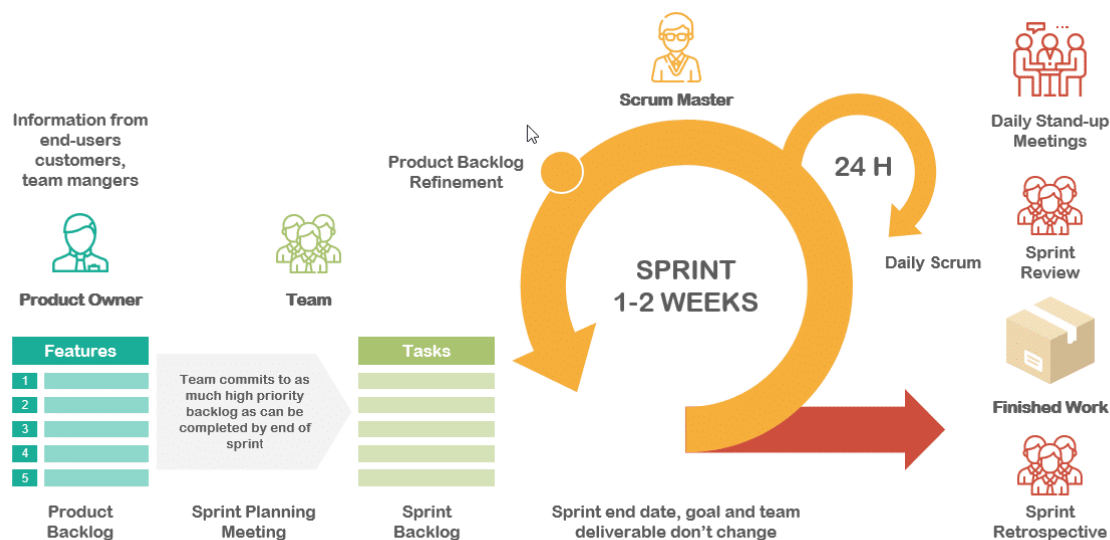 Information from
end-users
customers,
team mangers
Product Owner
Team
Features
1
2
3
4
5
Product
Backlog
Team commits to as
much high priority
backlog as can be
completed by end of
sprint
Sprint Planning
Meeting
Tasks
Sprint
Backlog
Scrum Master
Product Backlog
Refinement
SPRINT
1-2 WEEKS
24 H
Daily Scrum
Sprint end date, goal and team
deliverable don't change
Daily Stand-up
Meetings
Sprint
Review
Finished Work
Sprint
Retrospective